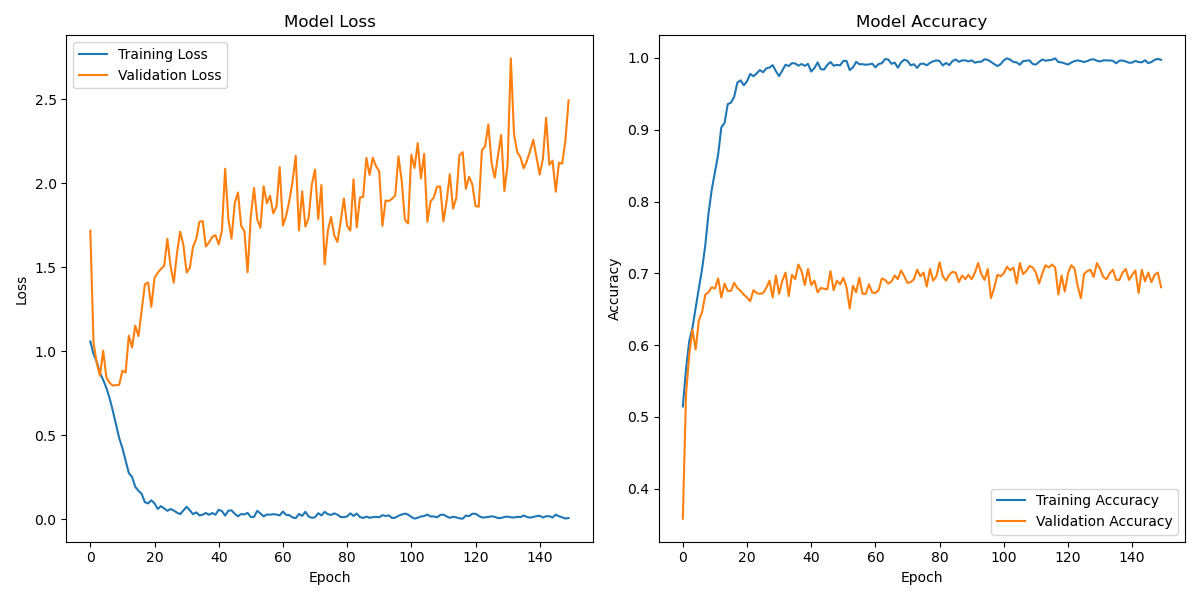 Model Loss
Training Loss
Validation Loss
2.5
2.0
1.5
1.0
0.5
0.0
Loss
0 20 40 60 80 100 120 140
Epoch
Model Accuracy
1.0
0.9
0.8
0.7
0.6
0.5
0.4
Accuracy
Training Accuracy
Validation Accuracy
0 20 40 60 80 100 120 140
Epoch